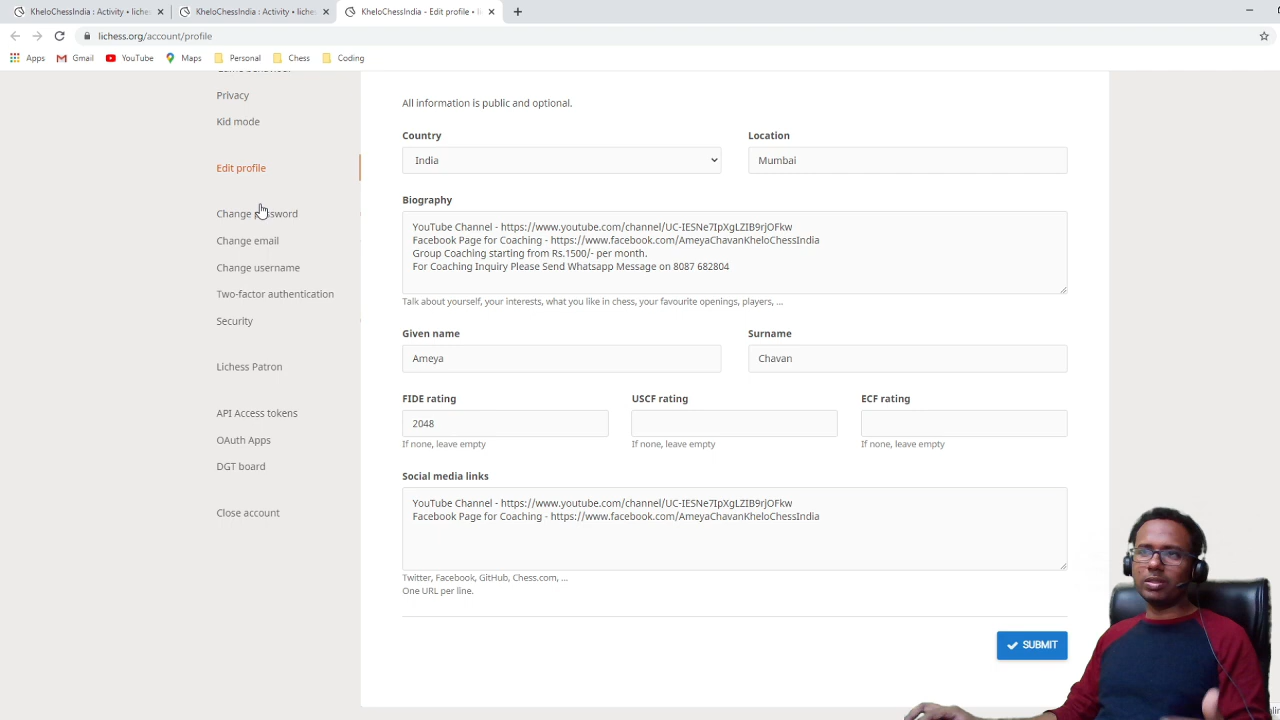 KheloChessIndia : Activity • liches
KheloChessIndia : Activity • liches
KheloChessIndia - Edit profile • li
lichess.org/account/profile
Apps
Gmail
YouTube
Maps
Personal
Chess
Coding
Privacy
Kid mode
Edit profile
Change password
Change email
Change username
Two-factor authentication
Security
Lichess Patron
API Access tokens
OAuth Apps
DGT board
Close account
All information is public and optional.
Country
Location
India
Mumbai
Biography
YouTube Channel - https://www.youtube.com/channel/UC-IESNe7IpXgLZIB9rjOFkw
Facebook Page for Coaching - https://www.facebook.com/AmeyaChavanKheloChessIndia
Group Coaching starting from Rs.1500/- per month.
For Coaching Inquiry Please Send Whatsapp Message on 8087 682804
Talk about yourself, your interests, what you like in chess, your favourite openings, players, ...
Given name
Surname
Ameya
Chavan
FIDE rating
USCF rating
ECF rating
2048
If none, leave empty
If none, leave empty
If none, leave empty
Social media links
YouTube Channel - https://www.youtube.com/channel/UC-IESNe7IpXgLZIB9rjOFkw
Facebook Page for Coaching - https://www.facebook.com/AmeyaChavanKheloChessIndia
Twitter, Facebook, GitHub, Chess.com, ...
One URL per line.
SUBMIT